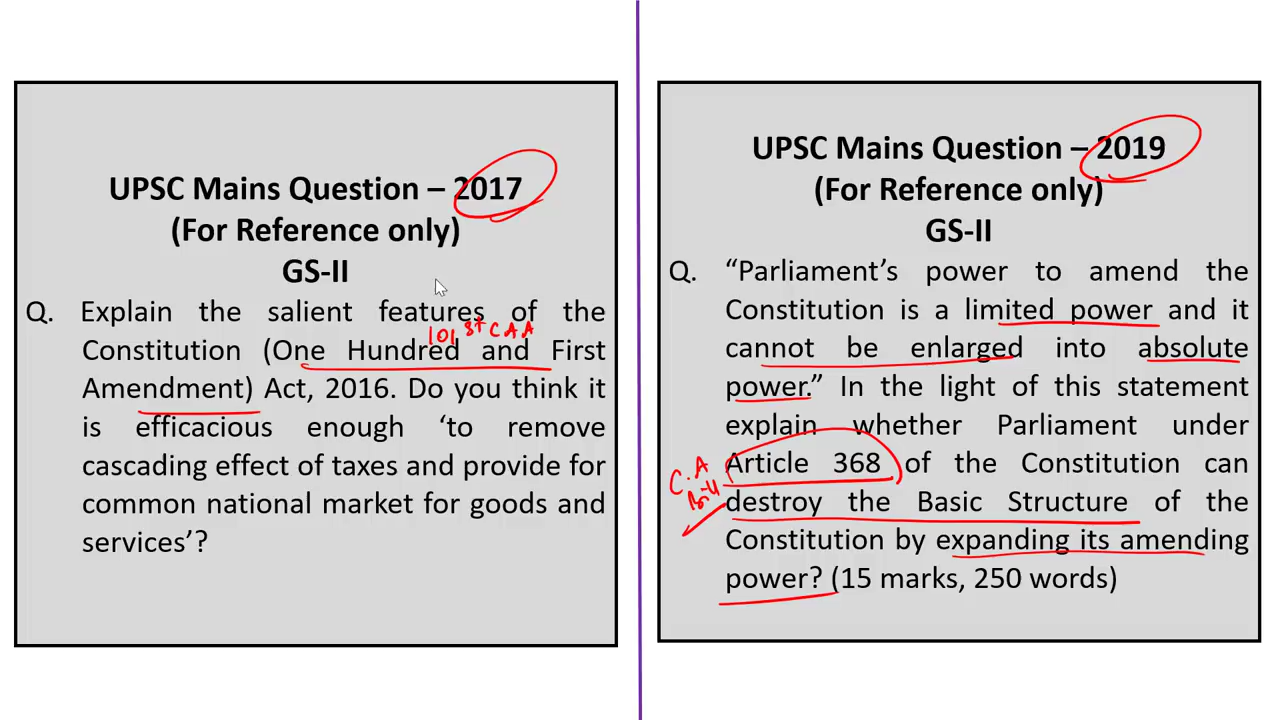 UPSC Mains Question – 2017
(For Reference only)
GS-II
Q. Explain the salient features of the
101 st C A A
Constitution (One Hundred and First
Amendment) Act, 2016. Do you think it
is efficacious enough ‘to remove
cascading effect of taxes and provide for
common national market for goods and
services’?
UPSC Mains Question – 2019
(For Reference only)
GS-II
Q. “Parliament’s power to amend the
Constitution is a limited power and it
cannot be enlarged into absolute
power.” In the light of this statement
explain whether Parliament under
Article 368 of the Constitution can
C.A
destroy the Basic Structure of the
Constitution by expanding its amending
power? (15 marks, 250 words)